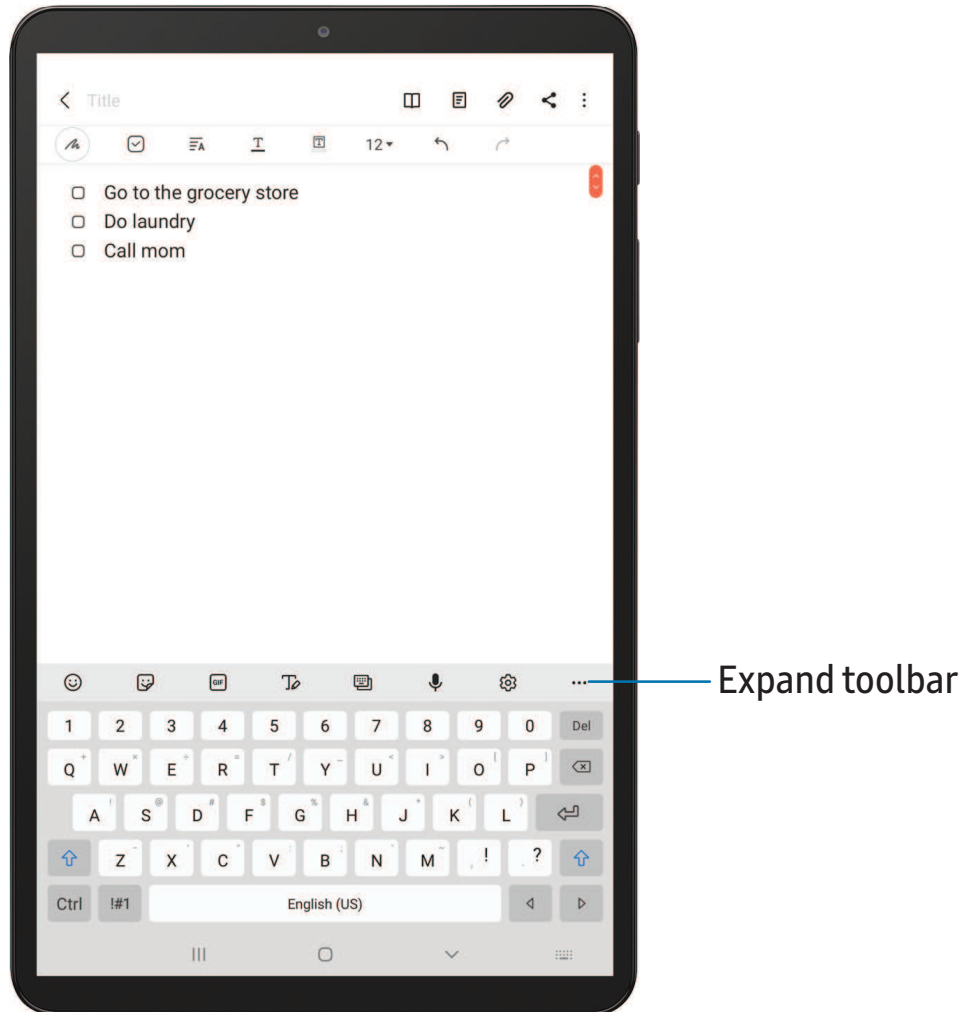 Title
T T 12
Go to the grocery store
Do laundry
Call mom
GIF T
Expand toolbar
1 2 3 4 5 6 7 8 9 0 Del
Q + W × E ÷ R = T / Y _ U < I > O [ P ]
A ! S @ D # F $ G % H & J * K ( L )
Z - X ' C " V : B ; N ` M ~ , ! . ?
Ctrl !#1 English (US)